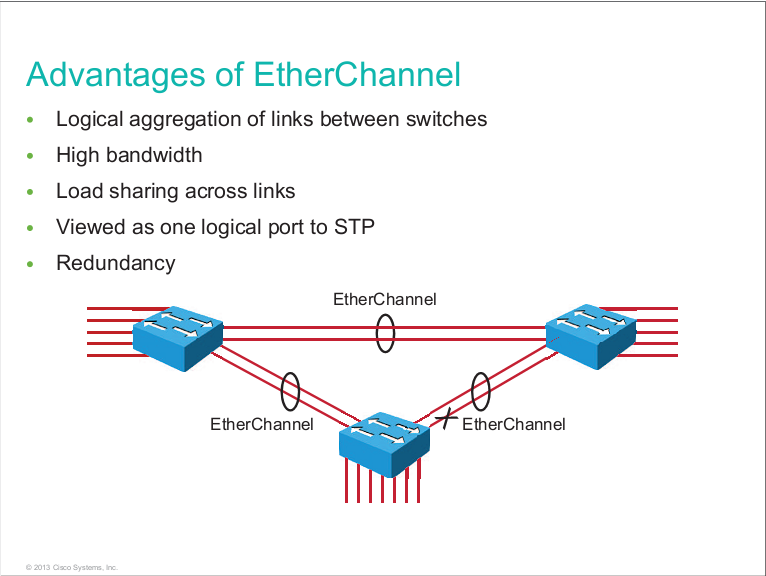 Advantages of EtherChannel
• Logical aggregation of links between switches
• High bandwidth
• Load sharing across links
• Viewed as one logical port to STP
• Redundancy
EtherChannel
EtherChannel
EtherChannel
© 2013 Cisco Systems, Inc.